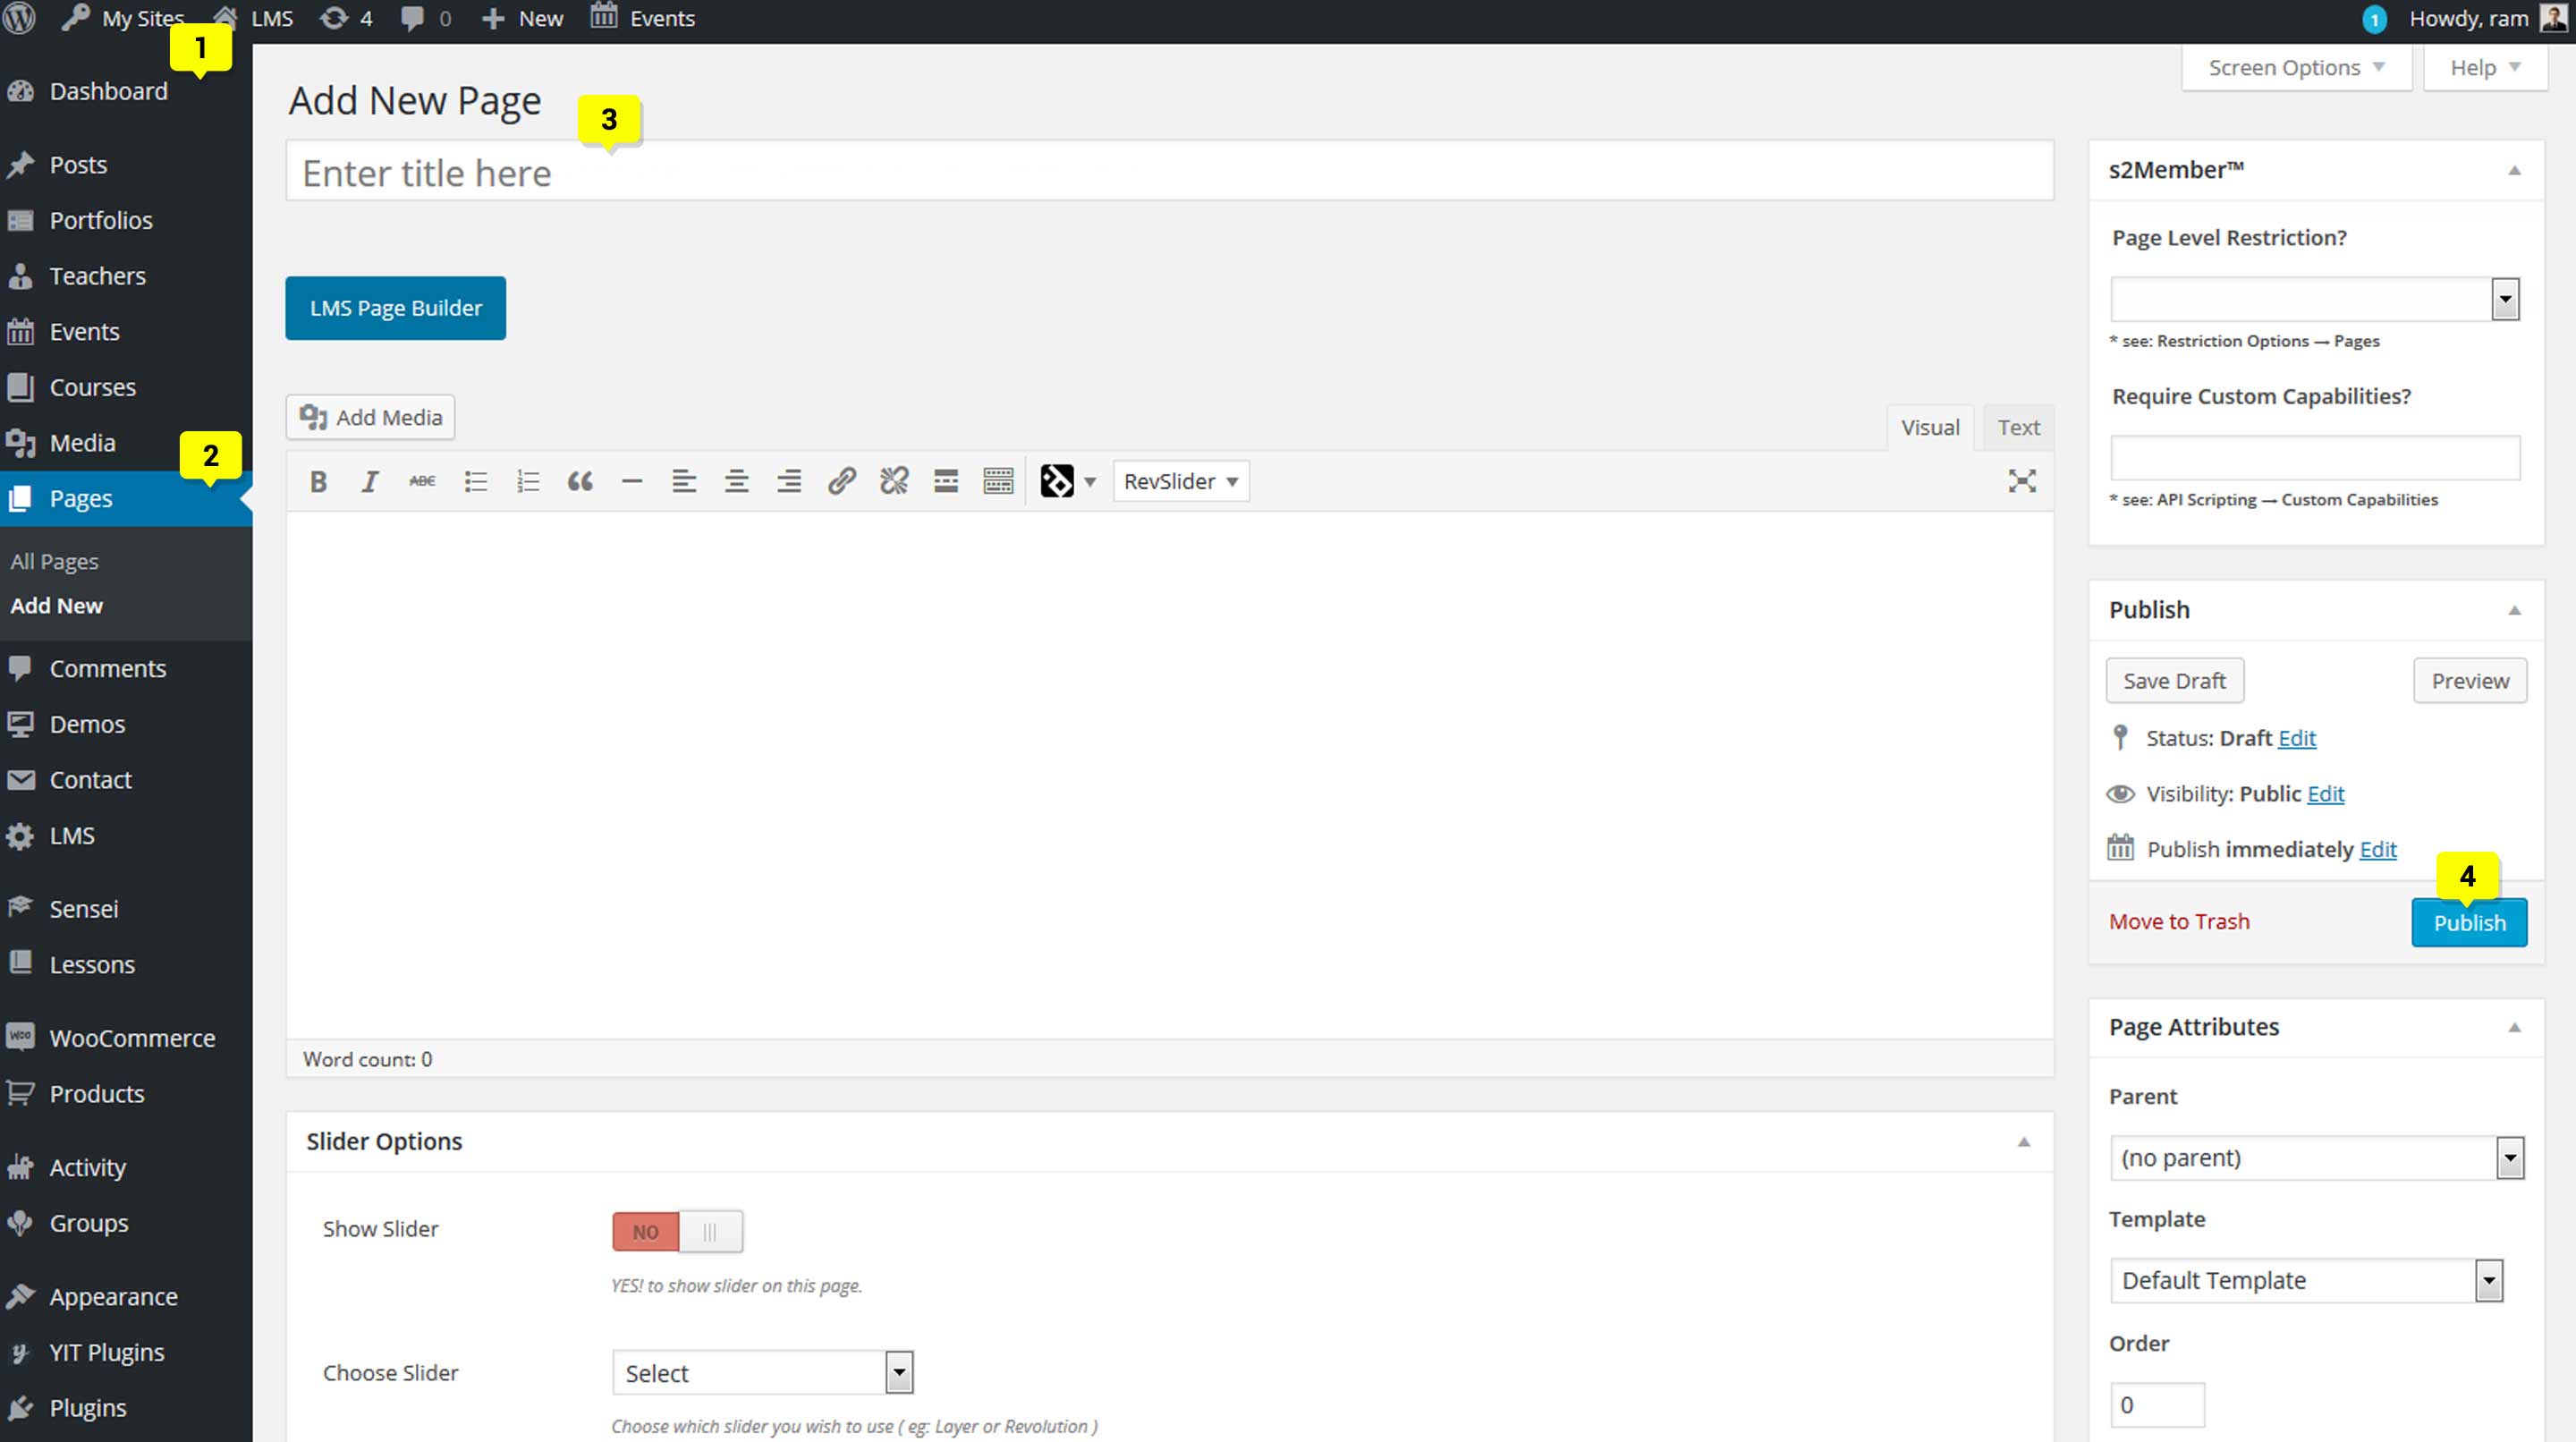 My Sites LMS 4 0 New Events 1 Howdy, ram
1
Dashboard
Posts
Portfolios
Teachers
Events
Courses
Media
2
Pages
All Pages
Add New
Comments
Demos
Contact
LMS
Sensei
Lessons
WooCommerce
Products
Activity
Groups
Appearance
YIT Plugins
Plugins
Screen Options Help
Add New Page
3
Enter title here
LMS Page Builder
Add Media
Visual Text
B I ABC RevSlider
Word count: 0
Slider Options
Show Slider NO
YES! to show slider on this page.
Choose Slider Select
Choose which slider you wish to use ( eg: Layer or Revolution )
s2Member™
Page Level Restriction?
* see: Restriction Options → Pages
Require Custom Capabilities?
* see: API Scripting → Custom Capabilities
Publish
Save Draft Preview
Status: Draft Edit
Visibility: Public Edit
Publish immediately Edit
4
Move to Trash Publish
Page Attributes
Parent
(no parent)
Template
Default Template
Order
0